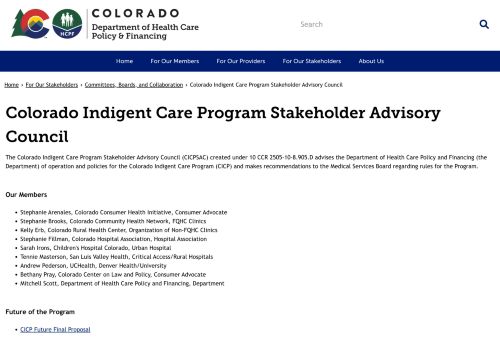 COLORADO
Department of Health Care
Policy & Financing
HCPF
Search
Home
For Our Members
For Our Providers
For Our Stakeholders
About Us
Home › For Our Stakeholders › Committees, Boards, and Collaboration › Colorado Indigent Care Program Stakeholder Advisory Council
Colorado Indigent Care Program Stakeholder Advisory
Council
The Colorado Indigent Care Program Stakeholder Advisory Council (CICPSAC) created under 10 CCR 2505-10-8.905.D advises the Department of Health Care Policy and Financing (the
Department) of operation and policies for the Colorado Indigent Care Program (CICP) and makes recommendations to the Medical Services Board regarding rules for the Program.
Our Members
• Stephanie Arenales, Colorado Consumer Health Initiative, Consumer Advocate
• Stephanie Brooks, Colorado Community Health Network, FQHC Clinics
• Kelly Erb, Colorado Rural Health Center, Organization of Non-FQHC Clinics
• Stephanie Fillman, Colorado Hospital Association, Hospital Association
• Sarah Irons, Children's Hospital Colorado, Urban Hospital
• Tennie Masterson, San Luis Valley Health, Critical Access/Rural Hospitals
• Andrew Pederson, UCHealth, Denver Health/University
• Bethany Pray, Colorado Center on Law and Policy, Consumer Advocate
• Mitchell Scott, Department of Health Care Policy and Financing, Department
Future of the Program
• CICP Future Final Proposal